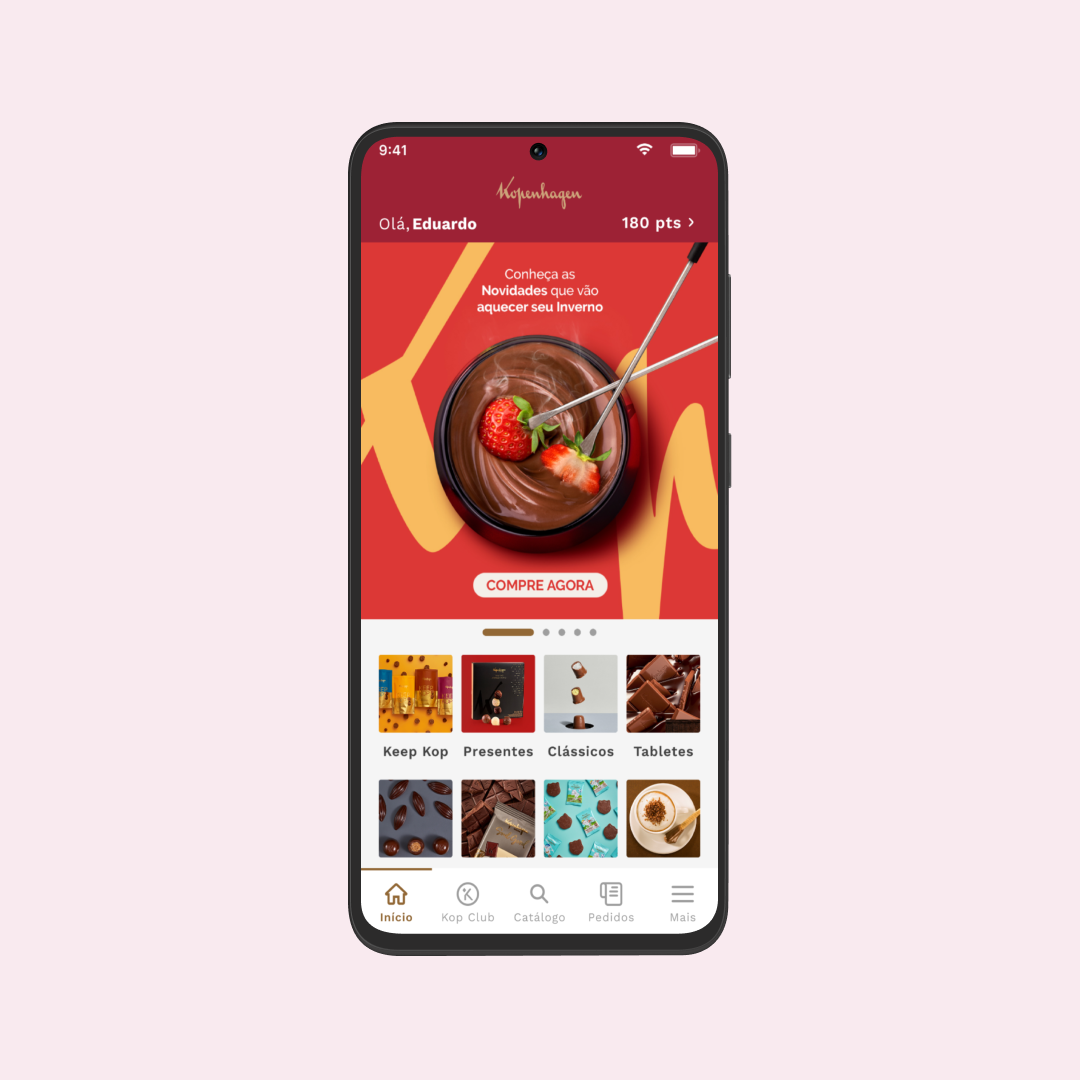 9:41
Kopenhagen
Olá, Eduardo
180 pts >
Conheça as
Novidades que vão
aquecer seu Inverno
COMPRE AGORA
Keep Kop Presentes Clássicos Tabletes
Início Kop Club Catálogo Pedidos Mais